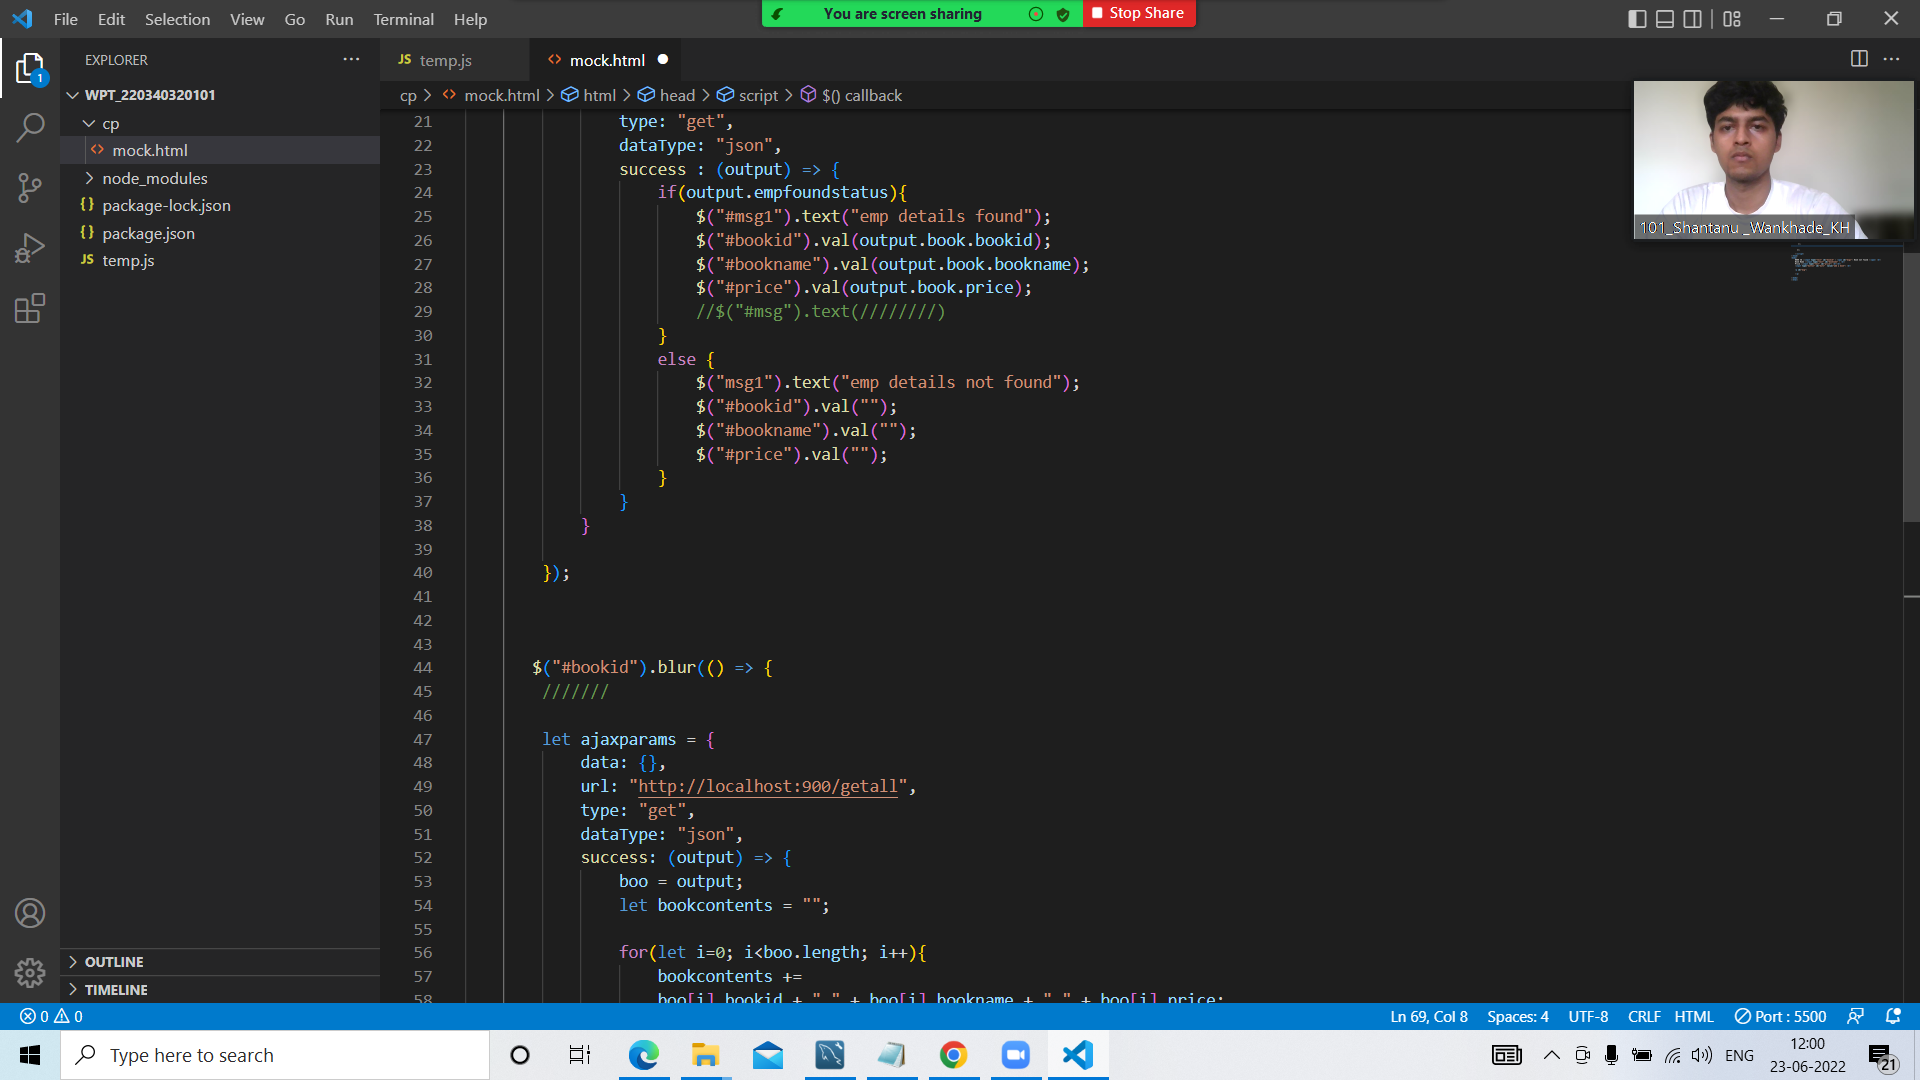 File Edit Selection View Go Run Terminal Help
You are screen sharing
Stop Share
EXPLORER
WPT_220340320101
cp
mock.html
node_modules
package-lock.json
package.json
temp.js
OUTLINE
TIMELINE
JS temp.js
mock.html
cp > mock.html > html > head > script > $() callback
101_Shantanu _Wankhade_KH
21 type: "get",
22 dataType: "json",
23 success : (output) => {
24 if(output.empfoundstatus){
25 $("#msg1").text("emp details found");
26 $("#bookid").val(output.book.bookid);
27 $("#bookname").val(output.book.bookname);
28 $("#price").val(output.book.price);
29 //$("#msg").text(////////)
30 }
31 else {
32 $("msg1").text("emp details not found");
33 $("#bookid").val("");
34 $("#bookname").val("");
35 $("#price").val("");
36 }
37 }
38 }
39
40 });
41
42
43
44 $("#bookid").blur(() => {
45 ///////
46
47 let ajaxparams = {
48 data: {},
49 url: "http://localhost:900/getall",
50 type: "get",
51 dataType: "json",
52 success: (output) => {
53 boo = output;
54 let bookcontents = "";
55
56 for(let i=0; i<boo.length; i++){
57 bookcontents +=
58 boo[i].bookid + " " + boo[i].bookname + " " + boo[i].price;
0 0
Ln 69, Col 8 Spaces: 4 UTF-8 CRLF HTML Port : 5500
Type here to search
ENG
12:00
23-06-2022
21